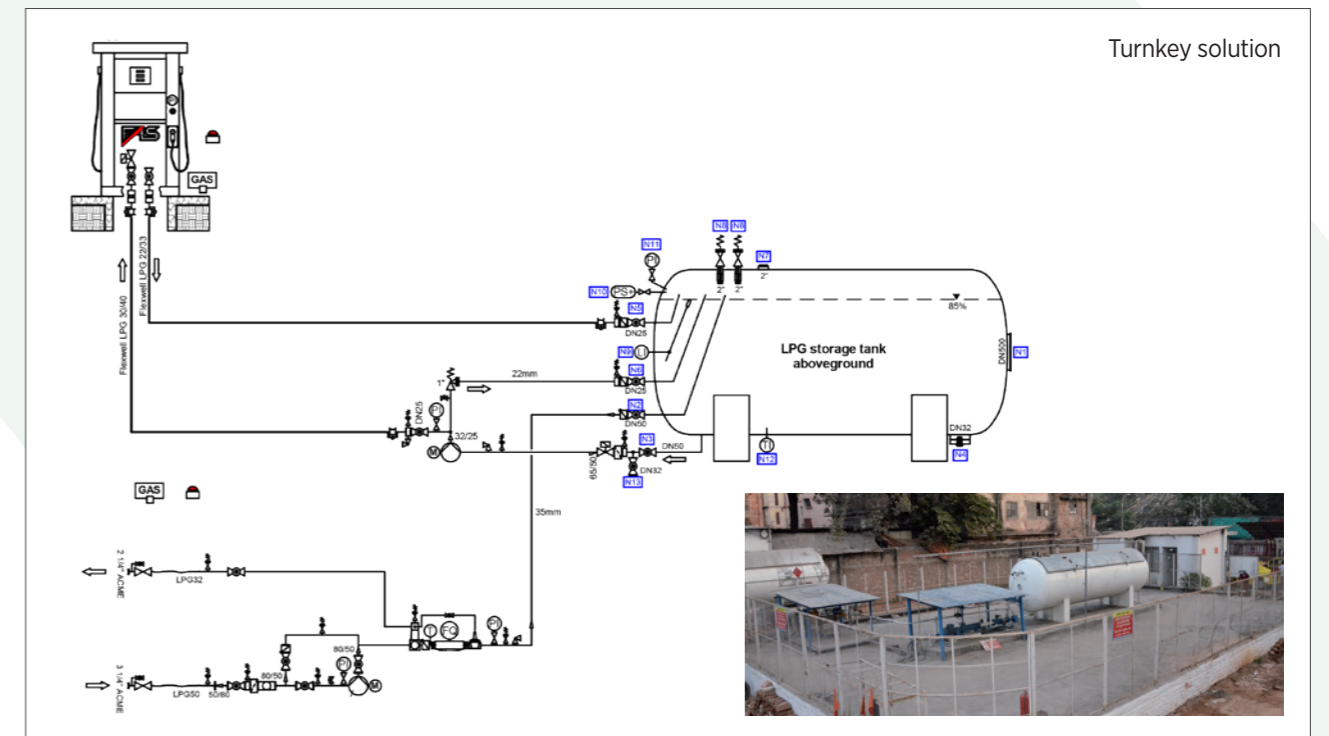 Turnkey solution
FAS
GAS
Flexwell LPG 30/40
Flexwell LPG 22/33
N8
N8
N11
PI
N7
2"
2"
2"
N10
PS+
85%
N5
DN25
LPG storage tank
aboveground
DN500
N1
N9
LI
22mm
N6
DN25
1"
N2
DN50
DN25
PI
32/25
M
65/50
N3
DN50
DN32
N13
TI
N12
DN32
N4
GAS
35mm
2 1/4" ACME
LPG32
T
FQ
PI
3 1/4" ACME
LPG50
50/80
80/50
PI
80/50
M